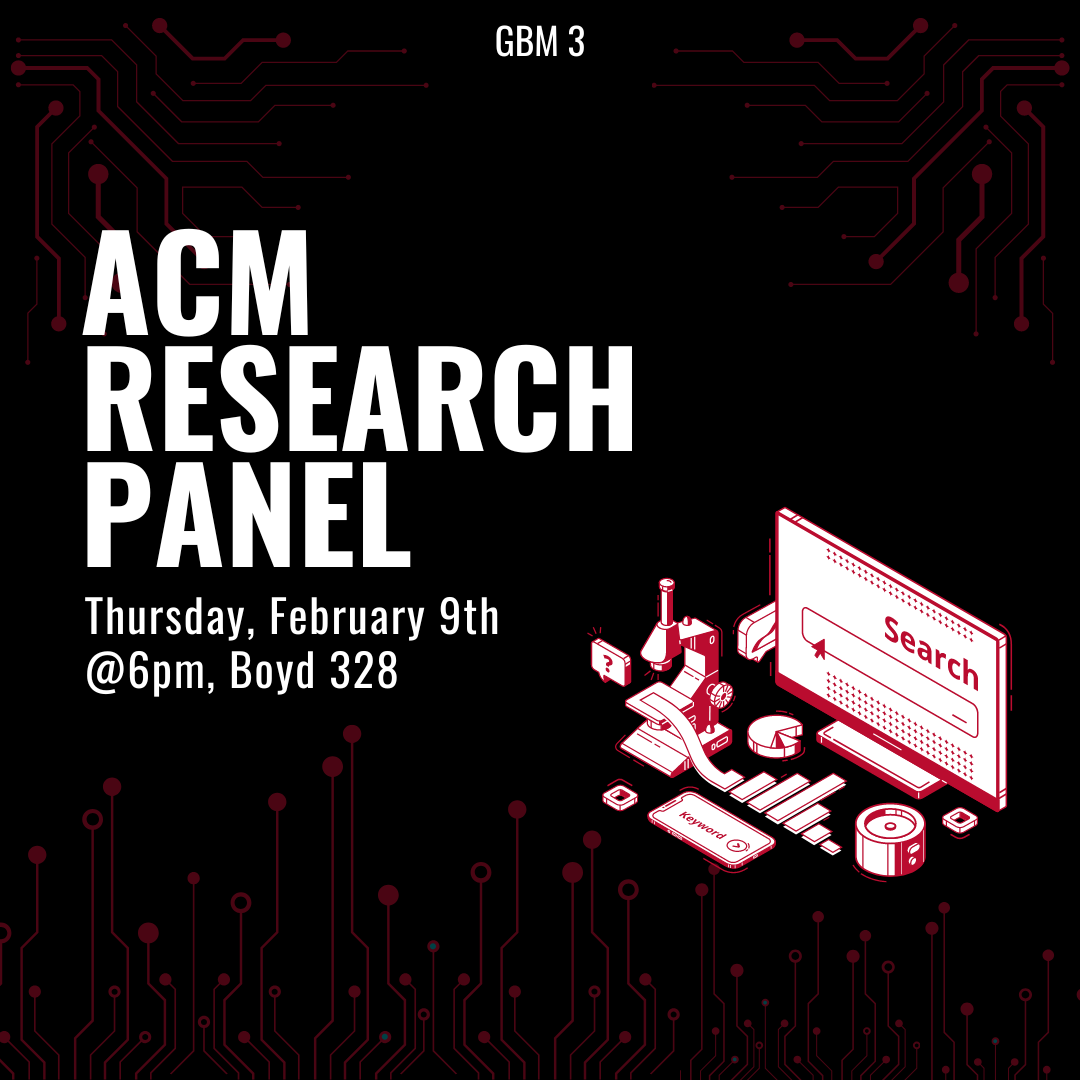 GBM 3
ACM
RESEARCH
PANEL
Thursday, February 9th
@6pm, Boyd 328
Search
?
Keyword